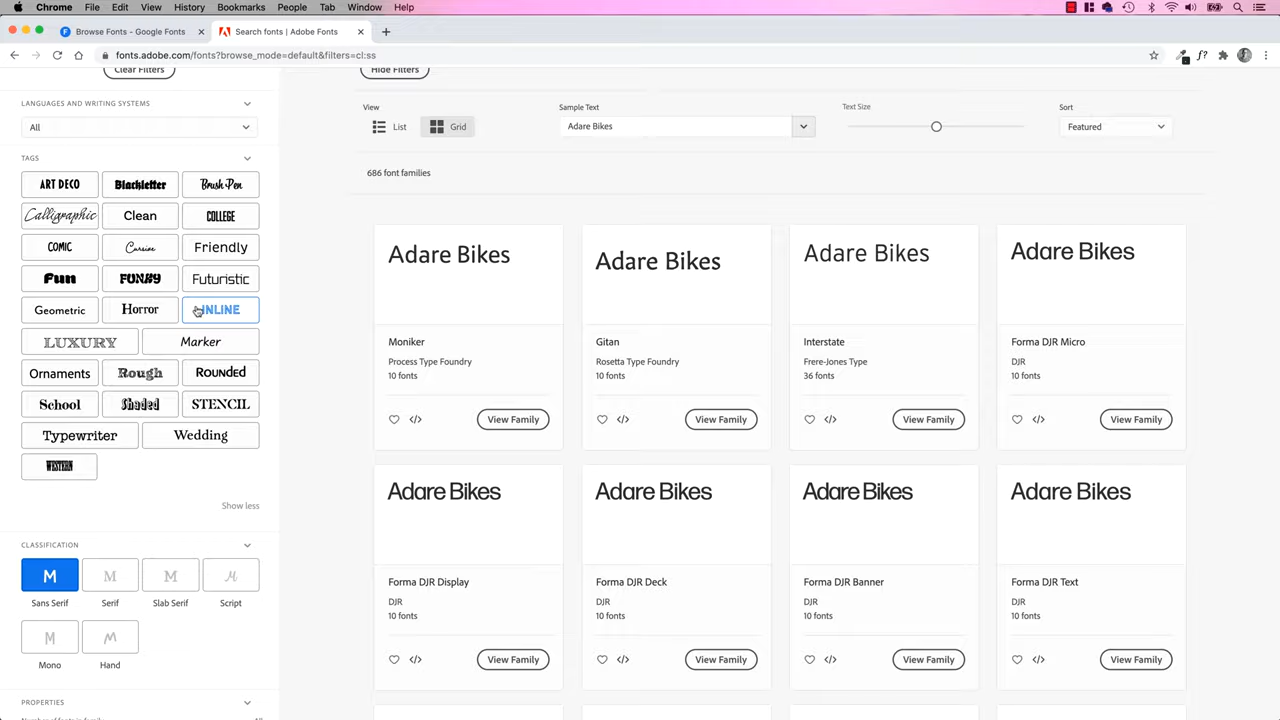 Chrome File Edit View History Bookmarks People Tab Window Help
Browse Fonts - Google Fonts
Search fonts | Adobe Fonts
fonts.adobe.com/fonts?browse_mode=default&filters=cl:ss
f?
Clear Filters
LANGUAGES AND WRITING SYSTEMS
All
TAGS
ART DECO Blackletter Brush Pen
Calligraphic Clean COLLEGE
COMIC Cursive Friendly
Fun FUNKY Futuristic
Geometric Horror INLINE
LUXURY Marker
Ornaments Rough ROUNDED
School Shaded STENCIL
Typewriter Wedding
WESTERN
Show less
CLASSIFICATION
M M M M
Sans Serif Serif Slab Serif Script
M M
Mono Hand
PROPERTIES
Number of fonts in family All
Hide Filters
View Sample Text Text Size Sort
List Grid Adare Bikes Featured
686 font families
Adare Bikes Adare Bikes Adare Bikes Adare Bikes
Moniker Gitan Interstate Forma DJR Micro
Process Type Foundry Rosetta Type Foundry Frere-Jones Type DJR
10 fonts 10 fonts 36 fonts 10 fonts
</> View Family </> View Family </> View Family </> View Family
Adare Bikes Adare Bikes Adare Bikes Adare Bikes
Forma DJR Display Forma DJR Deck Forma DJR Banner Forma DJR Text
DJR DJR DJR DJR
10 fonts 10 fonts 10 fonts 10 fonts
</> View Family </> View Family </> View Family </> View Family